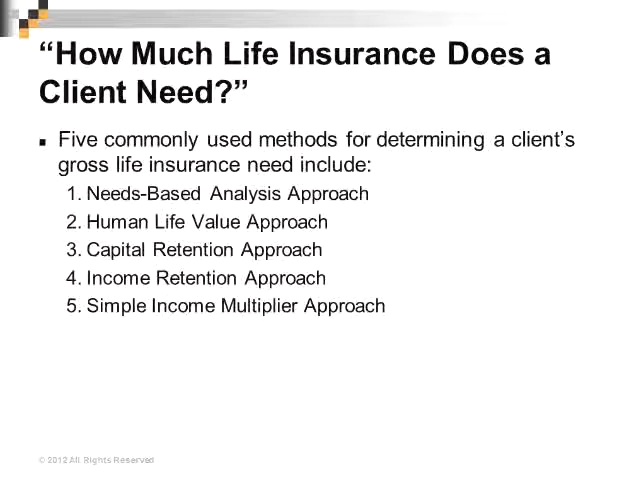 “How Much Life Insurance Does a
Client Need?”
Five commonly used methods for determining a client’s
gross life insurance need include:
1. Needs-Based Analysis Approach
2. Human Life Value Approach
3. Capital Retention Approach
4. Income Retention Approach
5. Simple Income Multiplier Approach
© 2012 All Rights Reserved